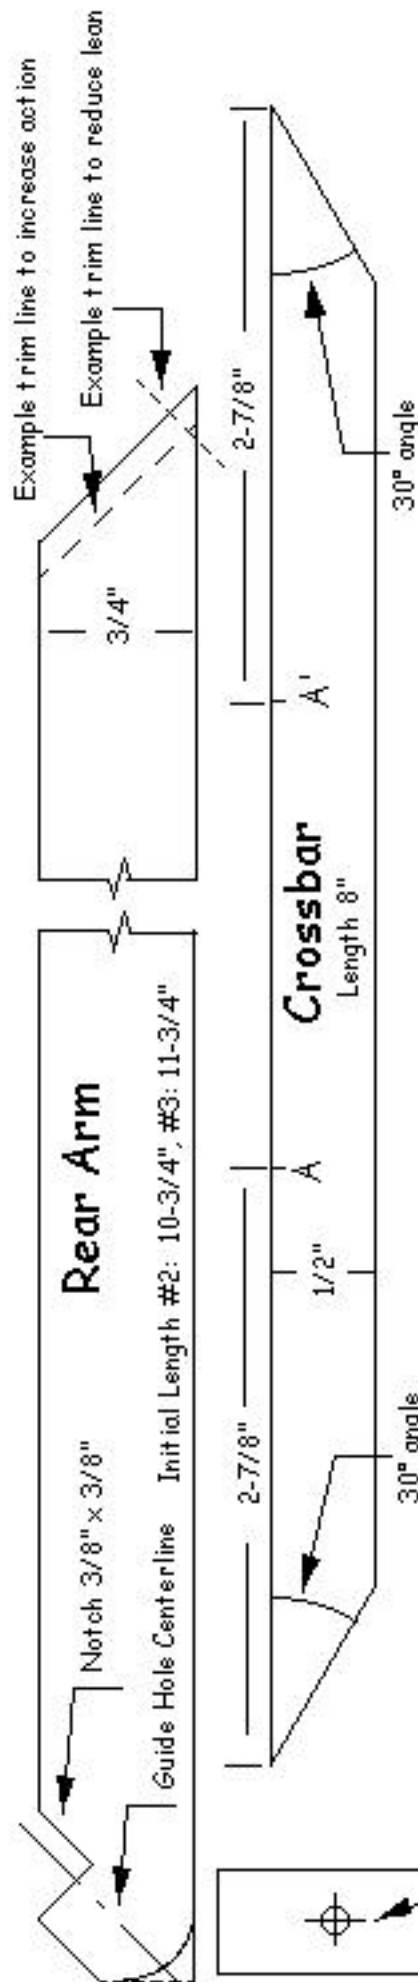 Example trim line to increase action
Example trim line to reduce lean
3/4"
Rear Arm
Notch 3/8" x 3/8"
Guide Hole Centerline
Initial Length #2: 10-3/4", #3: 11-3/4"
2-7/8"
2-7/8"
A
A'
Crossbar
Length 8"
1/2"
30° angle
30° angle